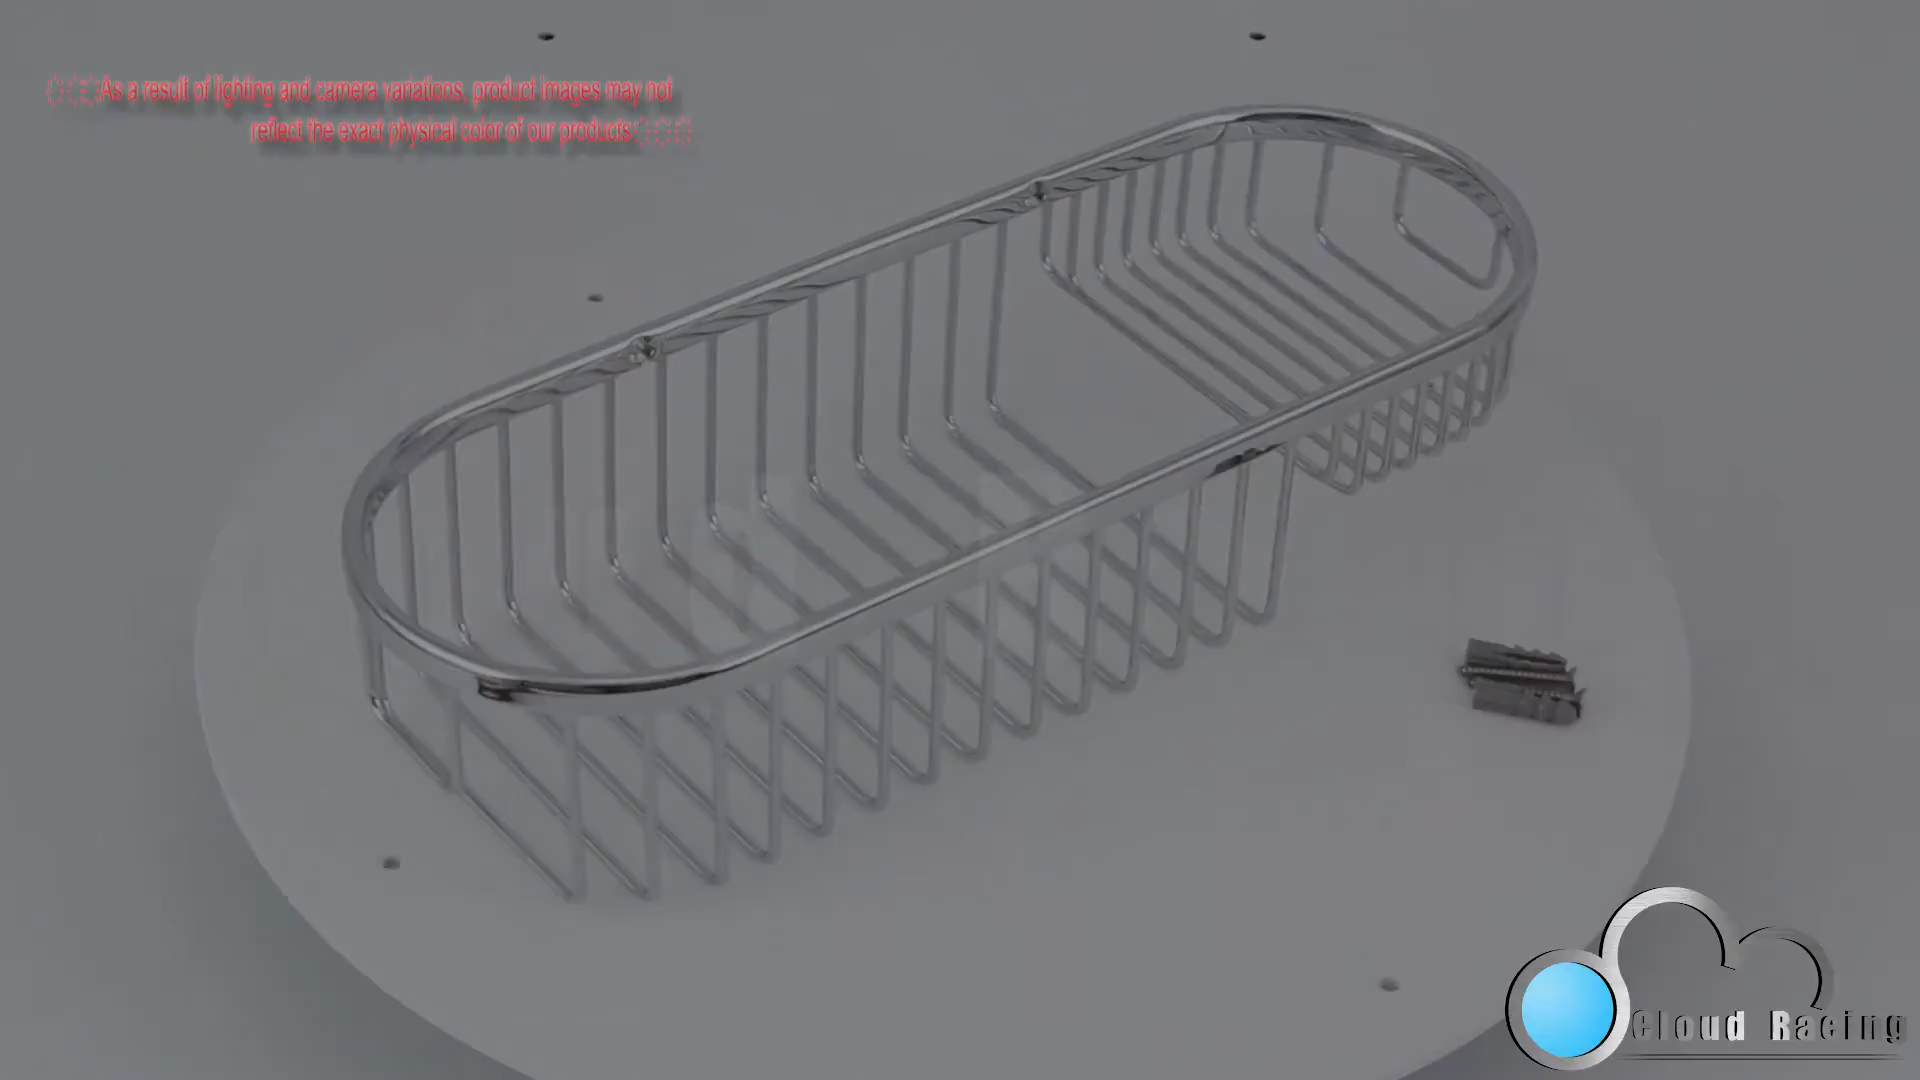 As a result of lighting and camera variations, product images may not
reflect the exact physical color of our products
Cloud Racing